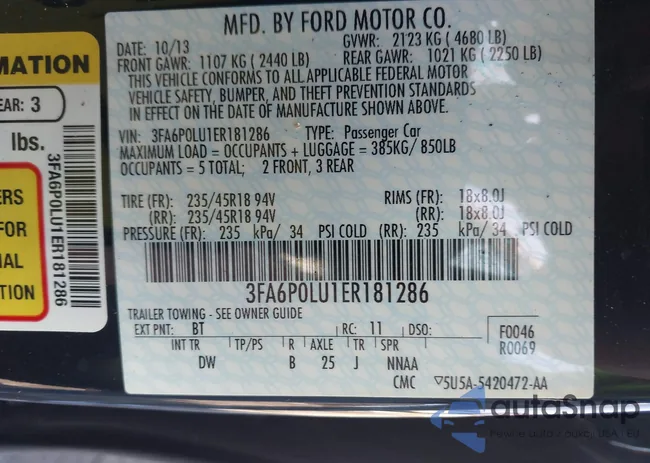 MFD. BY FORD MOTOR CO.
DATE: 10/13 GVWR: 2123 KG (4680 LB)
FRONT GAWR: 1107 KG (2440 LB) REAR GAWR: 1021 KG (2250 LB)
THIS VEHICLE CONFORMS TO ALL APPLICABLE FEDERAL MOTOR
VEHICLE SAFETY, BUMPER, AND THEFT PREVENTION STANDARDS
IN EFFECT ON THE DATE OF MANUFACTURE SHOWN ABOVE.
VIN: 3FA6P0LU1ER181286 TYPE: Passenger Car
MAXIMUM LOAD = OCCUPANTS + LUGGAGE = 385KG/ 850LB
OCCUPANTS = 5 TOTAL; 2 FRONT, 3 REAR
TIRE (FR): 235/45R18 94V RIMS (FR): 18x8.0J
(RR): 235/45R18 94V (RR): 18x8.0J
PRESSURE (FR): 235 kPa/ 34 PSI COLD (RR): 235 kPa/ 34 PSI COLD
3FA6P0LU1ER181286
TRAILER TOWING - SEE OWNER GUIDE
EXT PNT: BT RC: 11 DSO: F0046
INT TR TP/PS R AXLE TR SPR R0069
DW B 25 J NNAA
CMC ▽5U5A-5420472-AA
MATION
EAR: 3
lbs.
ERS
FOR
IAL
TION
3FA6P0LU1ER181286
autoSnap